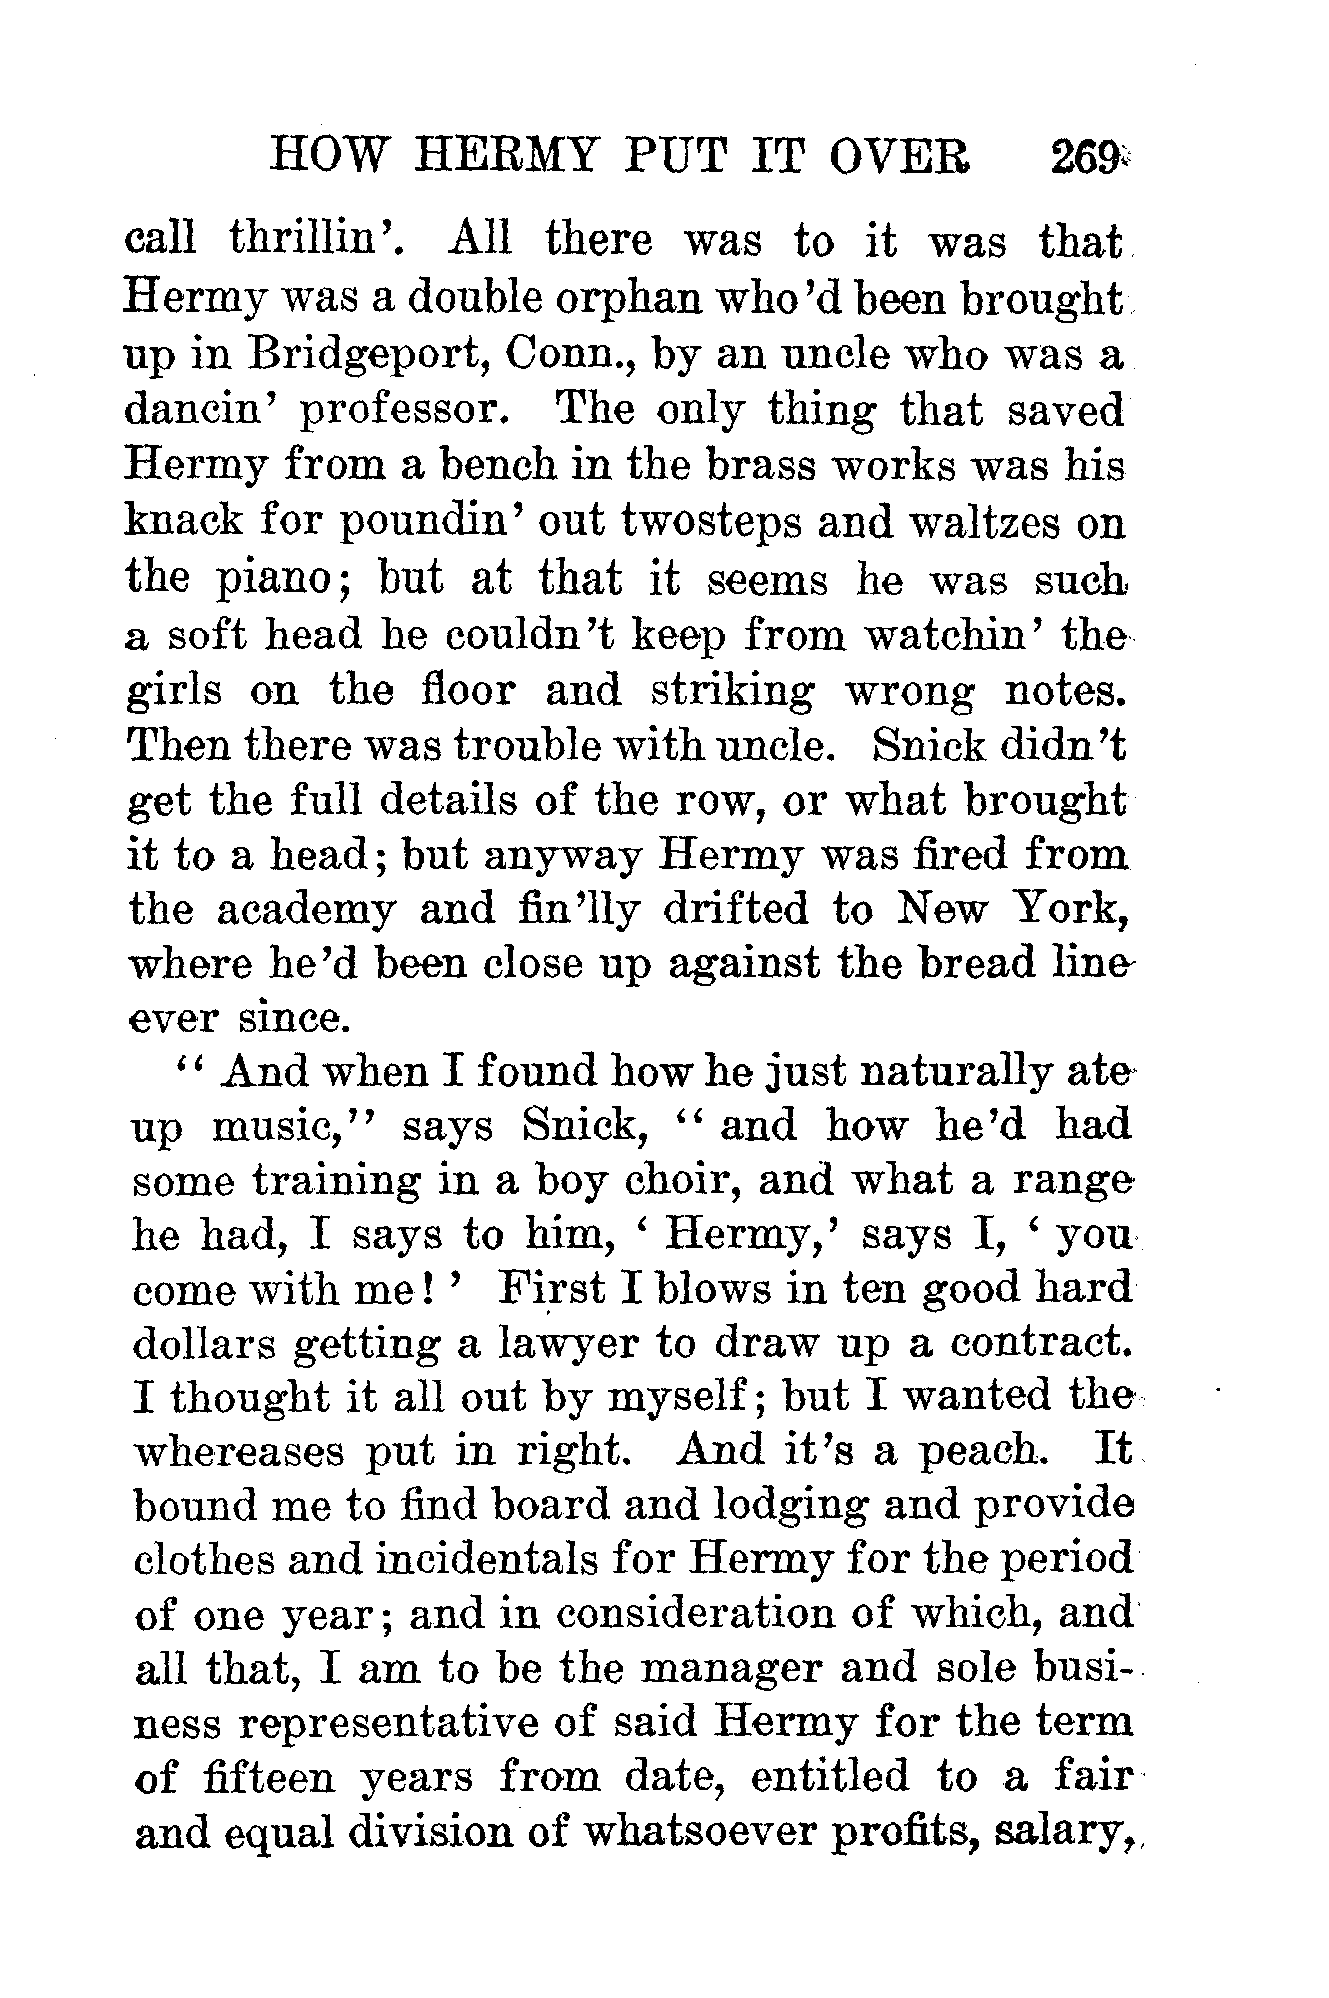 HOW HERMY PUT IT OVER 269
call thrillin'. All there was to it was that
Hermy was a double orphan who'd been brought
up in Bridgeport, Conn., by an uncle who was a
dancin' professor. The only thing that saved
Hermy from a bench in the brass works was his
knack for poundin' out twosteps and waltzes on
the piano; but at that it seems he was such
a soft head he couldn't keep from watchin' the
girls on the floor and striking wrong notes.
Then there was trouble with uncle. Snick didn't
get the full details of the row, or what brought
it to a head; but anyway Hermy was fired from
the academy and fin'lly drifted to New York,
where he'd been close up against the bread line
ever since.
"And when I found how he just naturally ate
up music," says Snick, "and how he'd had
some training in a boy choir, and what a range
he had, I says to him, 'Hermy,' says I, 'you
come with me!' First I blows in ten good hard
dollars getting a lawyer to draw up a contract.
I thought it all out by myself; but I wanted the
whereases put in right. And it's a peach. It
bound me to find board and lodging and provide
clothes and incidentals for Hermy for the period
of one year; and in consideration of which, and
all that, I am to be the manager and sole busi-
ness representative of said Hermy for the term
of fifteen years from date, entitled to a fair
and equal division of whatsoever profits, salary,